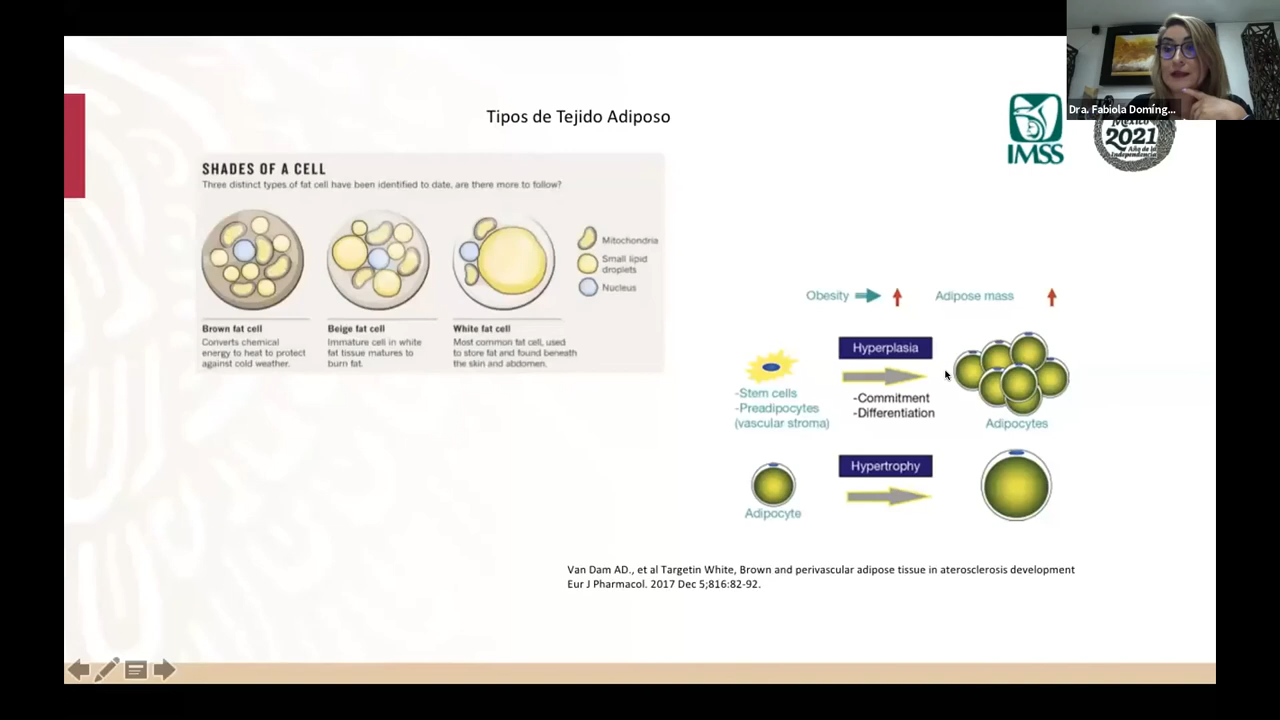 Dra. Fabiola Domíng...
Tipos de Tejido Adiposo
IMSS
México
2021
Año de la
Independencia
SHADES OF A CELL
Three distinct types of fat cell have been identified to date, are there more to follow?
Mitochondria
Small lipid
droplets
Nucleus
Brown fat cell
Converts chemical
energy to heat to protect
against cold weather.
Beige fat cell
Immature cell in white
fat tissue matures to
burn fat.
White fat cell
Most common fat cell, used
to store fat and found beneath
the skin and abdomen.
Obesity
Adipose mass
Hyperplasia
-Stem cells
-Preadipocytes
(vascular stroma)
-Commitment
-Differentiation
Adipocytes
Hypertrophy
Adipocyte
Van Dam AD., et al Targetin White, Brown and perivascular adipose tissue in aterosclerosis development
Eur J Pharmacol. 2017 Dec 5;816:82-92.